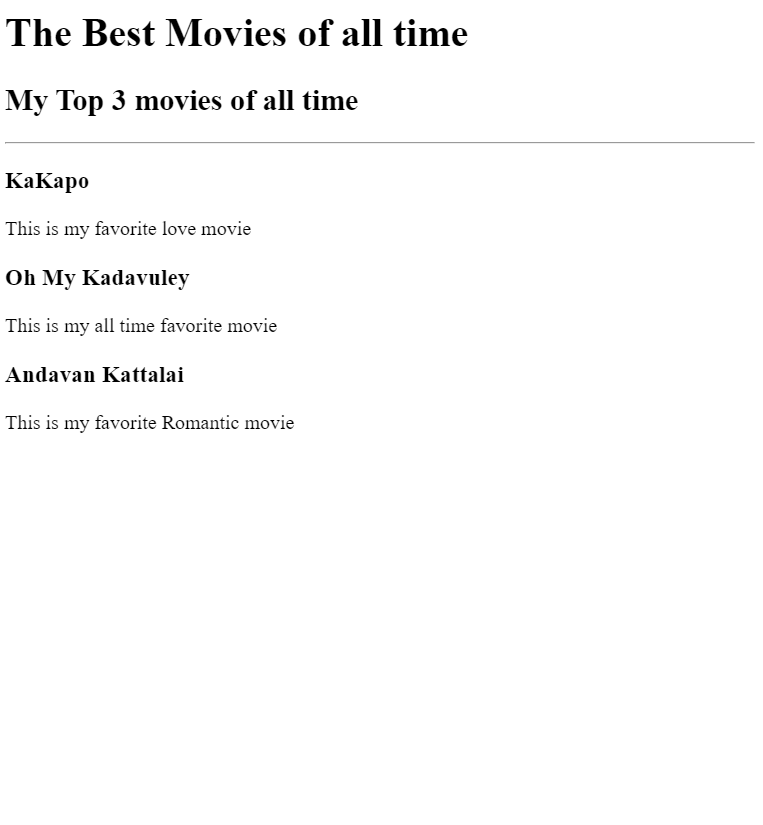 The Best Movies of all time
My Top 3 movies of all time
KaKapo
This is my favorite love movie
Oh My Kadavuley
This is my all time favorite movie
Andavan Kattalai
This is my favorite Romantic movie